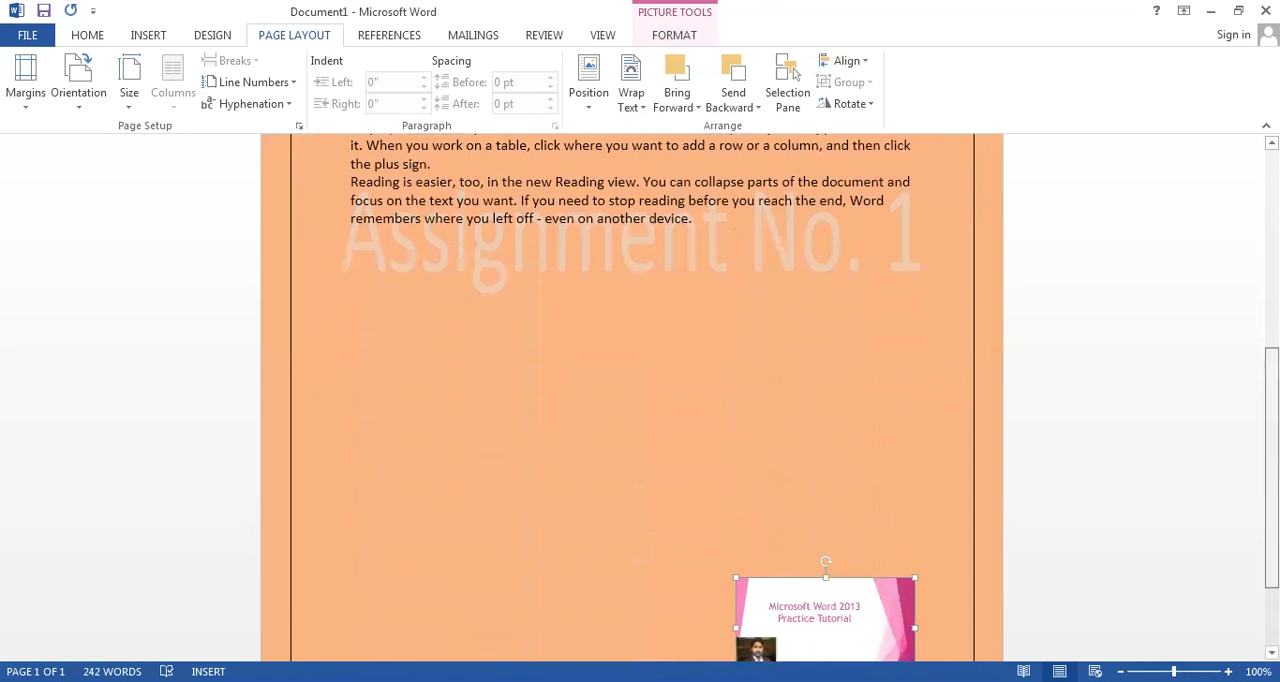 Document1 - Microsoft Word
PICTURE TOOLS
?
FILE
HOME
INSERT
DESIGN
PAGE LAYOUT
REFERENCES
MAILINGS
REVIEW
VIEW
FORMAT
Sign in
Margins
Orientation
Size
Columns
Breaks
Line Numbers
Hyphenation
Page Setup
Indent
Left: 0"
Right: 0"
Spacing
Before: 0 pt
After: 0 pt
Paragraph
Position
Wrap
Text
Bring
Forward
Send
Backward
Selection
Pane
Align
Group
Rotate
Arrange
it. When you work on a table, click where you want to add a row or a column, and then click
the plus sign.
Reading is easier, too, in the new Reading view. You can collapse parts of the document and
focus on the text you want. If you need to stop reading before you reach the end, Word
remembers where you left off - even on another device.
Assignment No. 1
Microsoft Word 2013
Practice Tutorial
PAGE 1 OF 1
242 WORDS
INSERT
100%